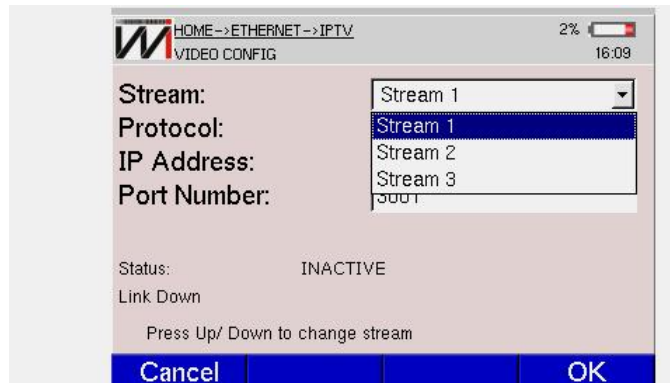 HOME->ETHERNET->IPTV
VIDEO CONFIG
2%
16:09
Stream:
Stream 1
Protocol:
Stream 1
Stream 2
IP Address:
Stream 3
Port Number:
Status: INACTIVE
Link Down
Press Up/ Down to change stream
Cancel
OK